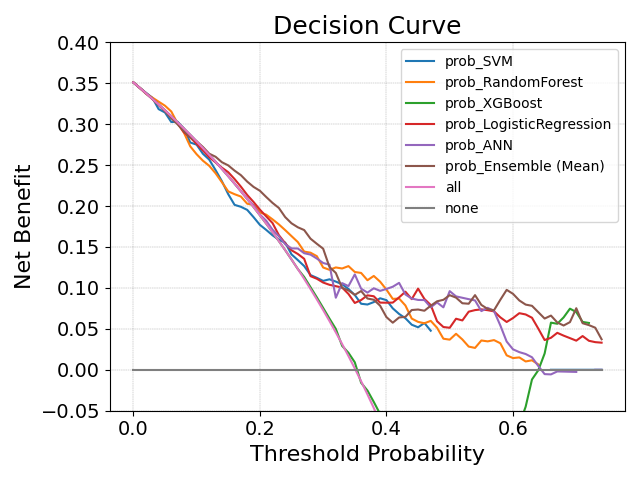 Decision Curve
0.40
0.35
0.30
0.25
0.20
0.15
0.10
0.05
0.00
−0.05
Net Benefit
prob_SVM
prob_RandomForest
prob_XGBoost
prob_LogisticRegression
prob_ANN
prob_Ensemble (Mean)
all
none
0.0 0.2 0.4 0.6
Threshold Probability